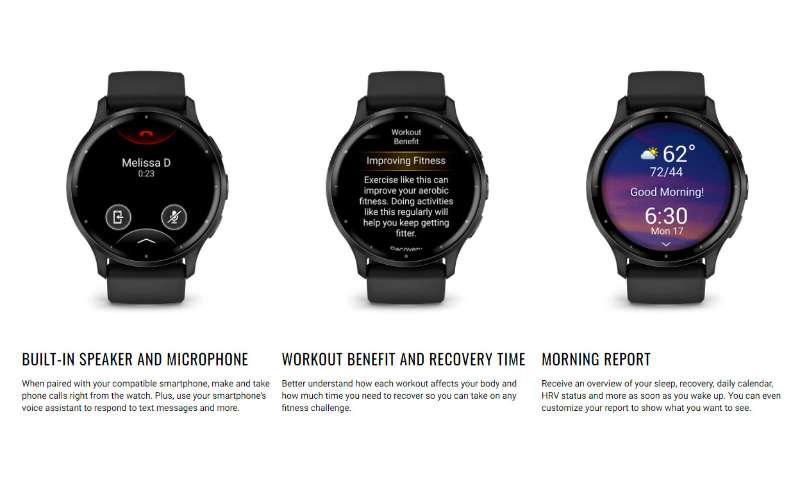 Melissa D
0:23
Workout
Benefit
Improving Fitness
Exercise like this can
improve your aerobic
fitness. Doing activities
like this regularly will
help you keep getting
fitter.
Recovery
62°
72/44
Good Morning!
6:30
Mon 17
BUILT-IN SPEAKER AND MICROPHONE
When paired with your compatible smartphone, make and take
phone calls right from the watch. Plus, use your smartphone's
voice assistant to respond to text messages and more.
WORKOUT BENEFIT AND RECOVERY TIME
Better understand how each workout affects your body and
how much time you need to recover so you can take on any
fitness challenge.
MORNING REPORT
Receive an overview of your sleep, recovery, daily calendar,
HRV status and more as soon as you wake up. You can even
customize your report to show what you want to see.